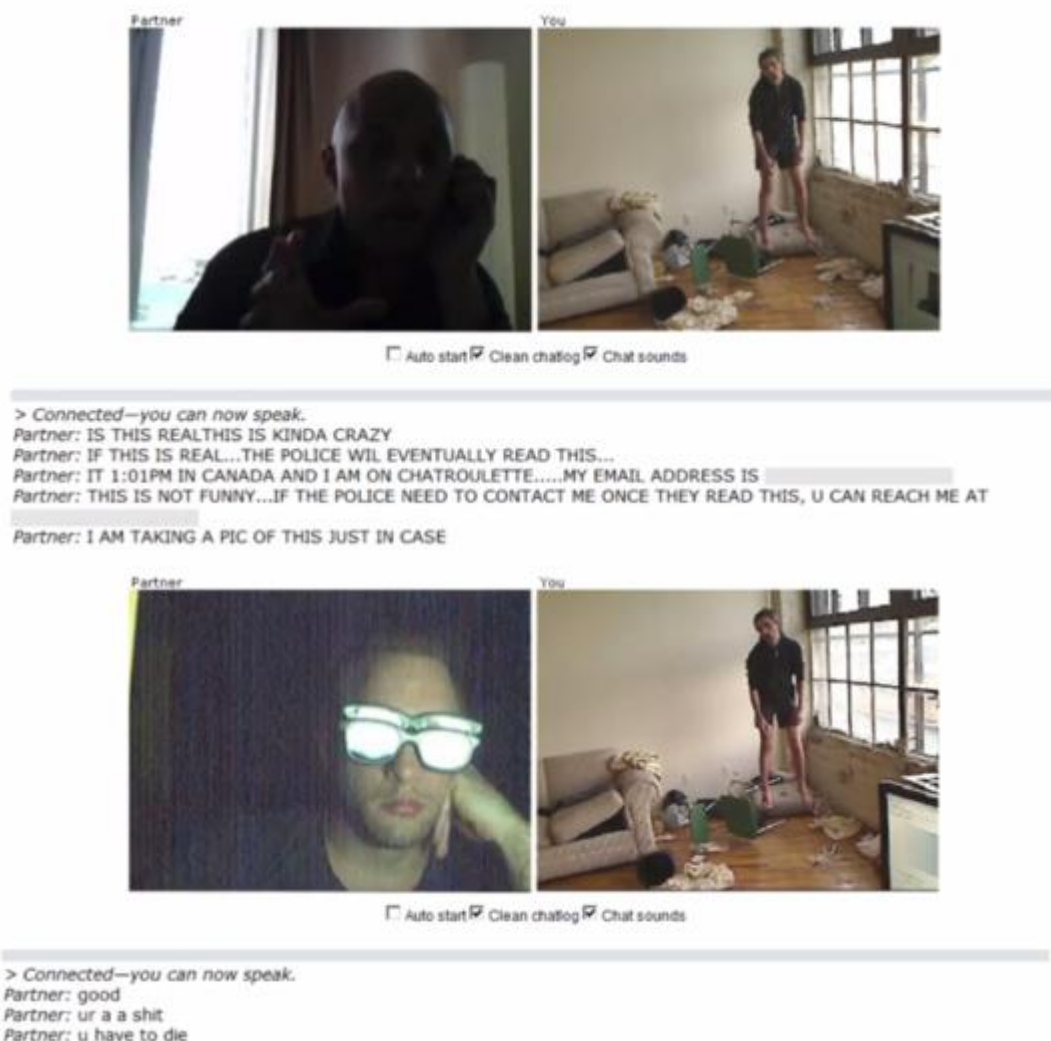 Partner
You
Auto start Clean chatlog Chat sounds
> Connected—you can now speak.
Partner: IS THIS REALTHIS IS KINDA CRAZY
Partner: IF THIS IS REAL...THE POLICE WIL EVENTUALLY READ THIS...
Partner: IT 1:01PM IN CANADA AND I AM ON CHATROULETTE.....MY EMAIL ADDRESS IS
Partner: THIS IS NOT FUNNY...IF THE POLICE NEED TO CONTACT ME ONCE THEY READ THIS, U CAN REACH ME AT
Partner: I AM TAKING A PIC OF THIS JUST IN CASE
Partner
You
Auto start Clean chatlog Chat sounds
> Connected—you can now speak.
Partner: good
Partner: ur a a shit
Partner: u have to die